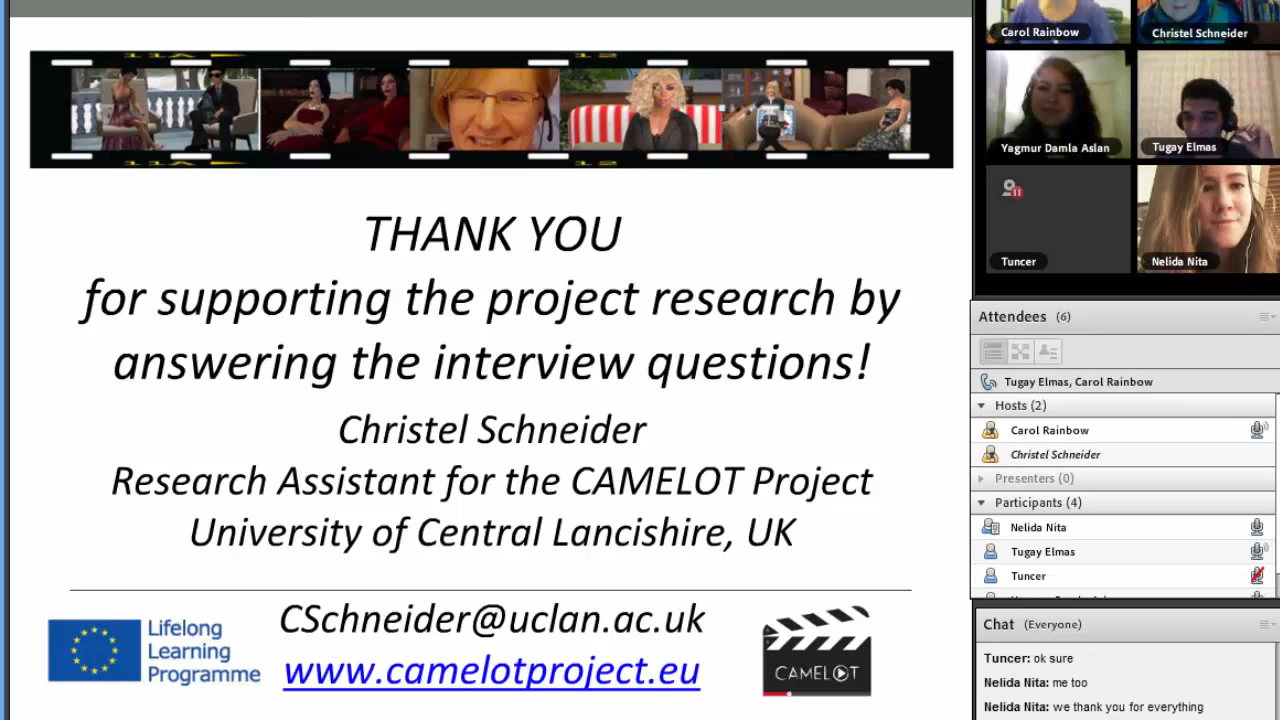 11A
12
11A
12
THANK YOU
for supporting the project research by
answering the interview questions!
Christel Schneider
Research Assistant for the CAMELOT Project
University of Central Lancishire, UK
CSchneider@uclan.ac.uk
www.camelotproject.eu
Lifelong
Learning
Programme
CAMELOT
Carol Rainbow
Christel Schneider
Yagmur Damla Aslan
Tugay Elmas
Tuncer
Nelida Nita
Attendees (6)
Tugay Elmas, Carol Rainbow
Hosts (2)
Carol Rainbow
Christel Schneider
Presenters (0)
Participants (4)
Nelida Nita
Tugay Elmas
Tuncer
Chat (Everyone)
Tuncer: ok sure
Nelida Nita: me too
Nelida Nita: we thank you for everything